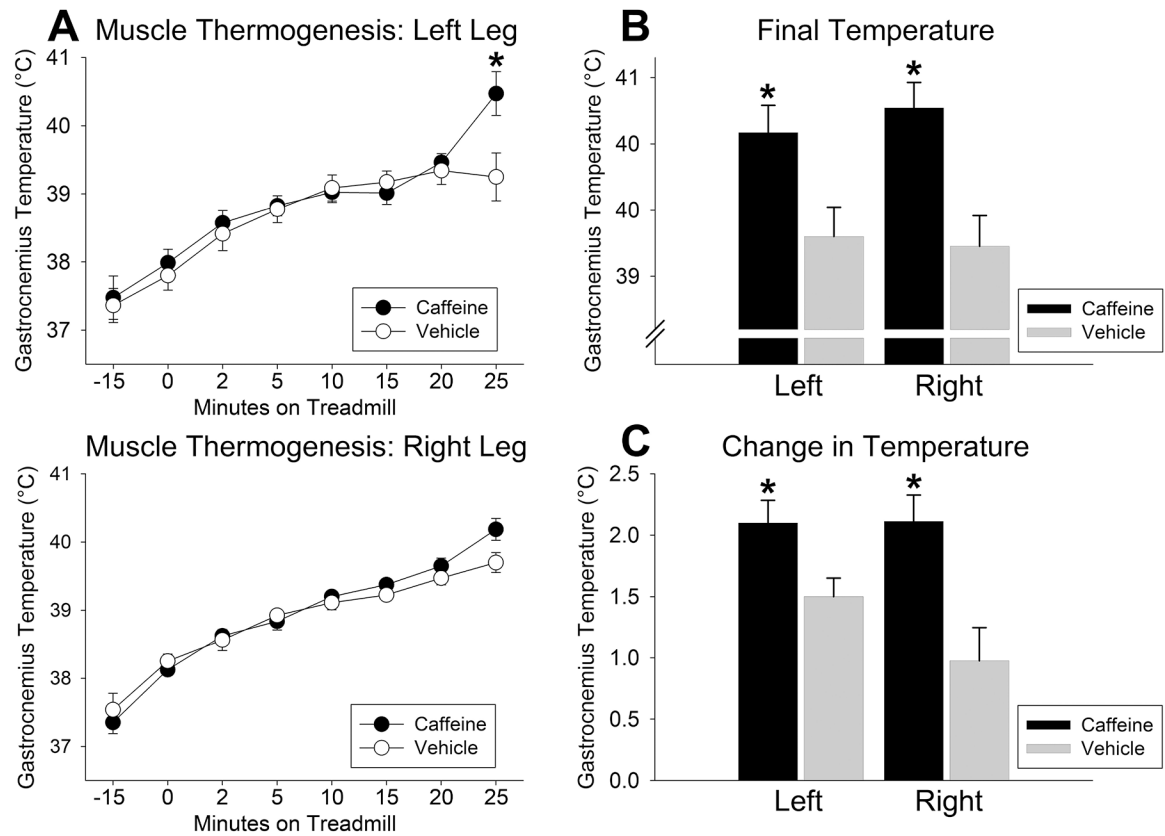 A Muscle Thermogenesis: Left Leg
Gastrocnemius Temperature (°C)
41
40
39
38
37
*
Caffeine
Vehicle
-15 0 2 5 10 15 20 25
Minutes on Treadmill
Muscle Thermogenesis: Right Leg
Gastrocnemius Temperature (°C)
41
40
39
38
37
Caffeine
Vehicle
-15 0 2 5 10 15 20 25
Minutes on Treadmill
B Final Temperature
Gastrocnemius Temperature (°C)
41
40
40
39
* *
Caffeine
Vehicle
Left Right
C Change in Temperature
Gastrocnemius Temperature (°C)
2.5
2.0
1.5
1.0
0.5
0.0
* *
Caffeine
Vehicle
Left Right